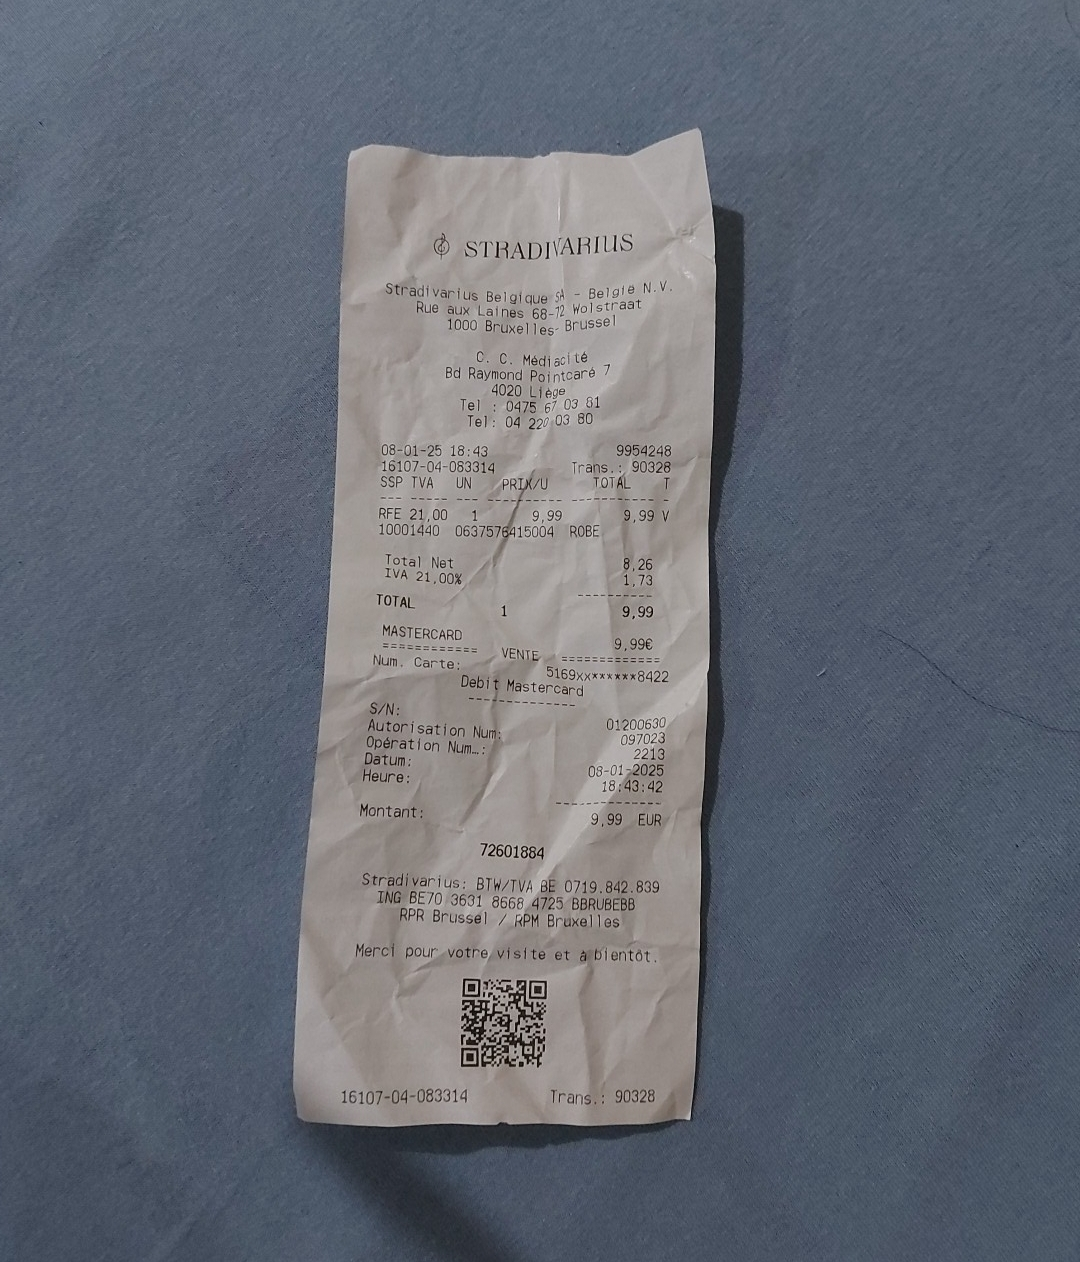 STRADIVARIUS
Stradivarius Belgique SA - Belgie N.V.
Rue aux Laines 68-72 Wolstraat
1000 Bruxelles- Brussel
C. C. Médiacité
Bd Raymond Pointcaré 7
4020 Liège
Tel : 0475 67 03 81
Tel: 04 220 03 80
08-01-25 18:43 9954248
16107-04-083314 Trans.: 90328
SSP TVA UN PRIX/U TOTAL T
--- ----- -- ---------- ----------- -
RFE 21,00 1 9,99 9,99 V
10001440 0637576415004 ROBE
Total Net 8,26
IVA 21,00% 1,73
----------
TOTAL 1 9,99
MASTERCARD 9,99€
============ VENTE =============
Num. Carte: 5169xx******8422
Debit Mastercard
--------------
S/N: 01200630
Autorisation Num: 097023
Opération Num…: 2213
Datum: 08-01-2025
Heure: 18:43:42
--------------
Montant: 9,99 EUR
72601884
Stradivarius: BTW/TVA BE 0719.842.839
ING BE70 3631 8668 4725 BBRUBEBB
RPR Brussel / RPM Bruxelles
Merci pour votre visite et à bientôt.
16107-04-083314 Trans.: 90328